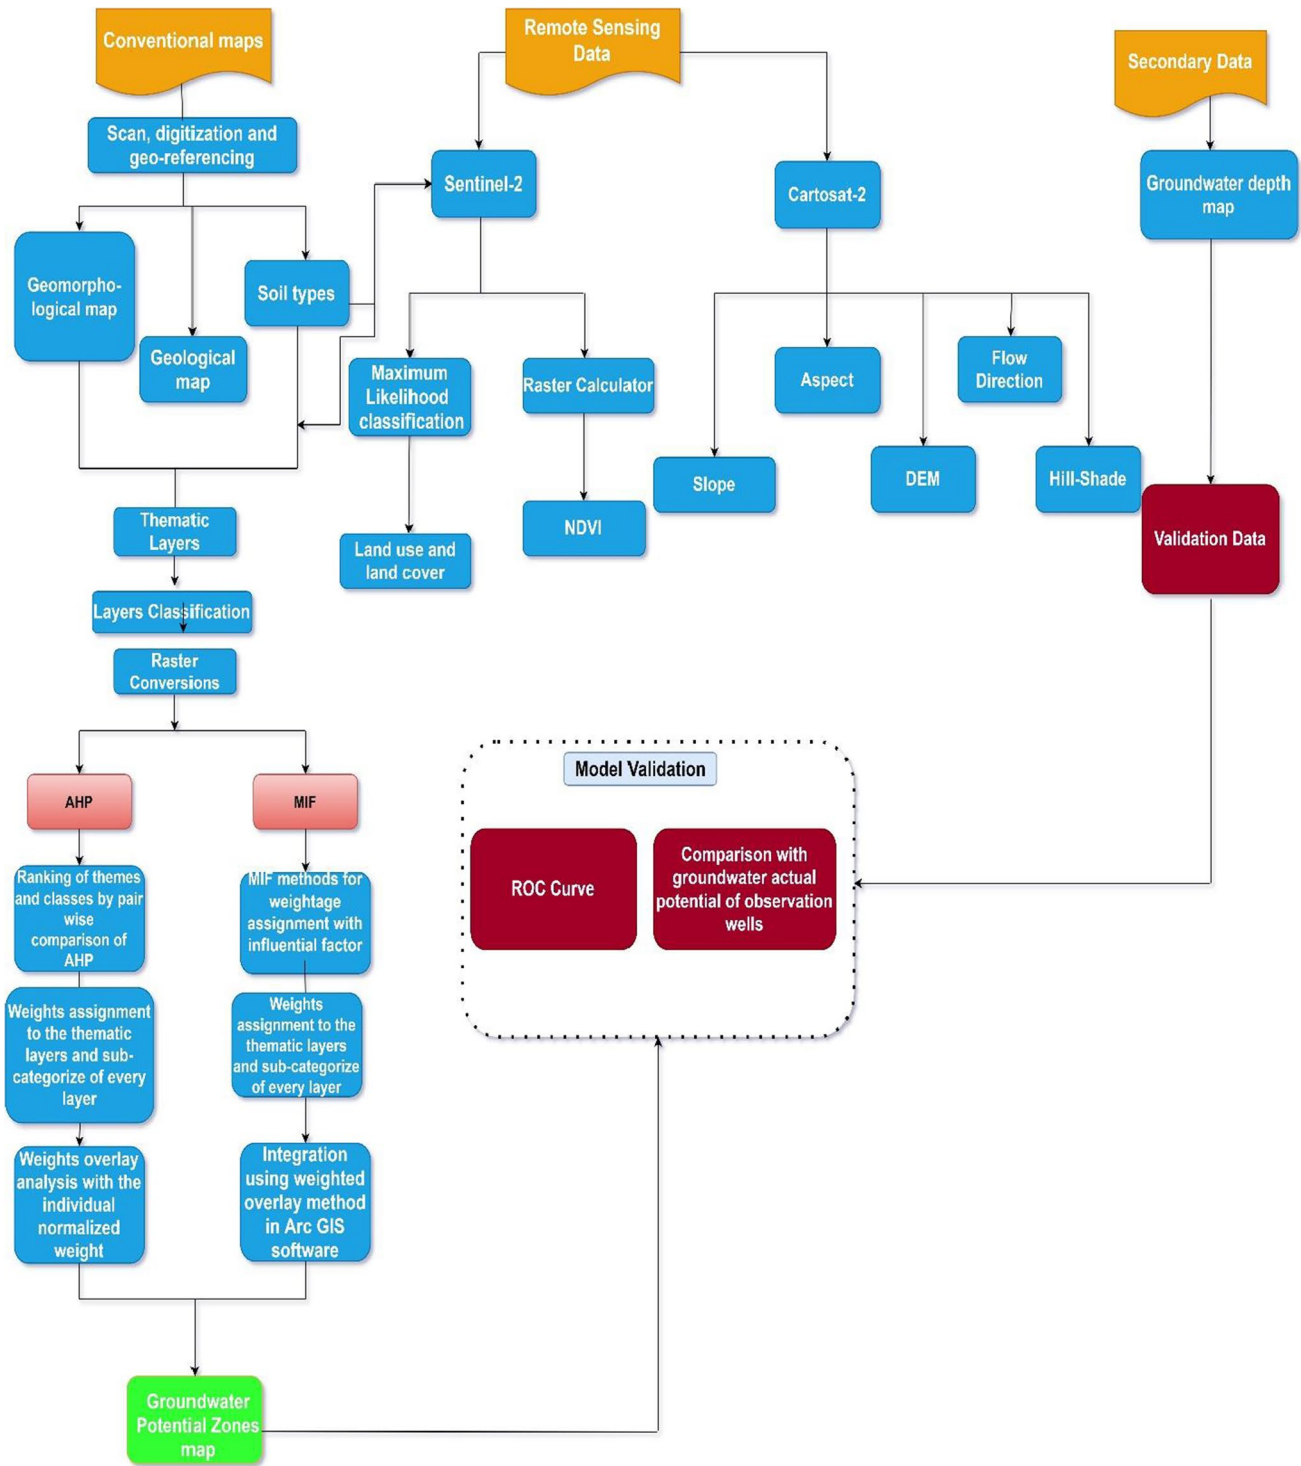 Conventional maps
Remote Sensing
Data
Secondary Data
Scan, digitization and
geo-referencing
Sentinel-2
Cartosat-2
Groundwater depth
map
Geomorpho-
logical map
Soil types
Geological
map
Maximum
Likelihood
classification
Raster Calculator
Aspect
Flow
Direction
Slope
DEM
Hill-Shade
NDVI
Land use and
land cover
Validation Data
Thematic
Layers
Layers Classification
Raster
Conversions
AHP
MIF
Model Validation
ROC Curve
Comparison with
groundwater actual
potential of observation
wells
Ranking of themes
and classes by pair
wise
comparison of
AHP
MIF methods for
weightage
assignment with
influential factor
Weights assignment
to the thematic
layers and sub-
categorize of every
layer
Weights
assignment to the
thematic layers
and sub-categorize
of every layer
Weights overlay
analysis with the
individual
normalized
weight
Integration
using weighted
overlay method
in Arc GIS
software
Groundwater
Potential Zones
map